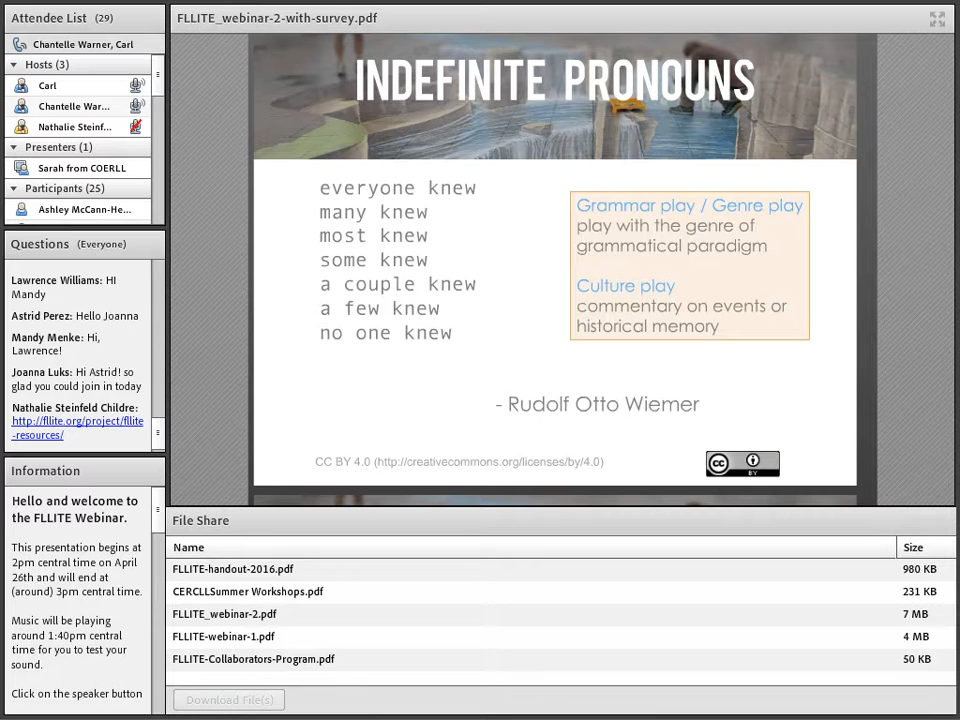 Attendee List (29)
Chantelle Warner, Carl
Hosts (3)
Carl
Chantelle War...
Nathalie Steinf...
Presenters (1)
Sarah from COERLL
Participants (25)
Ashley McCann-He...
Questions (Everyone)
Lawrence Williams: HI
Mandy
Astrid Perez: Hello Joanna
Mandy Menke: Hi,
Lawrence!
Joanna Luks: Hi Astrid! so
glad you could join in today
Nathalie Steinfeld Childre:
http://fllite.org/project/fllite
-resources/
Information
Hello and welcome to
the FLLITE Webinar.
This presentation begins at
2pm central time on April
26th and will end at
(around) 3pm central time.
Music will be playing
around 1:40pm central
time for you to test your
sound.
Click on the speaker button
FLLITE_webinar-2-with-survey.pdf
INDEFINITE PRONOUNS
everyone knew
many knew
most knew
some knew
a couple knew
a few knew
no one knew
Grammar play / Genre play
play with the genre of
grammatical paradigm
Culture play
commentary on events or
historical memory
- Rudolf Otto Wiemer
CC BY 4.0 (http://creativecommons.org/licenses/by/4.0)
cc
BY
File Share
Name Size
FLLITE-handout-2016.pdf 980 KB
CERCLLSummer Workshops.pdf 231 KB
FLLITE_webinar-2.pdf 7 MB
FLLITE-webinar-1.pdf 4 MB
FLLITE-Collaborators-Program.pdf 50 KB
Download File(s)